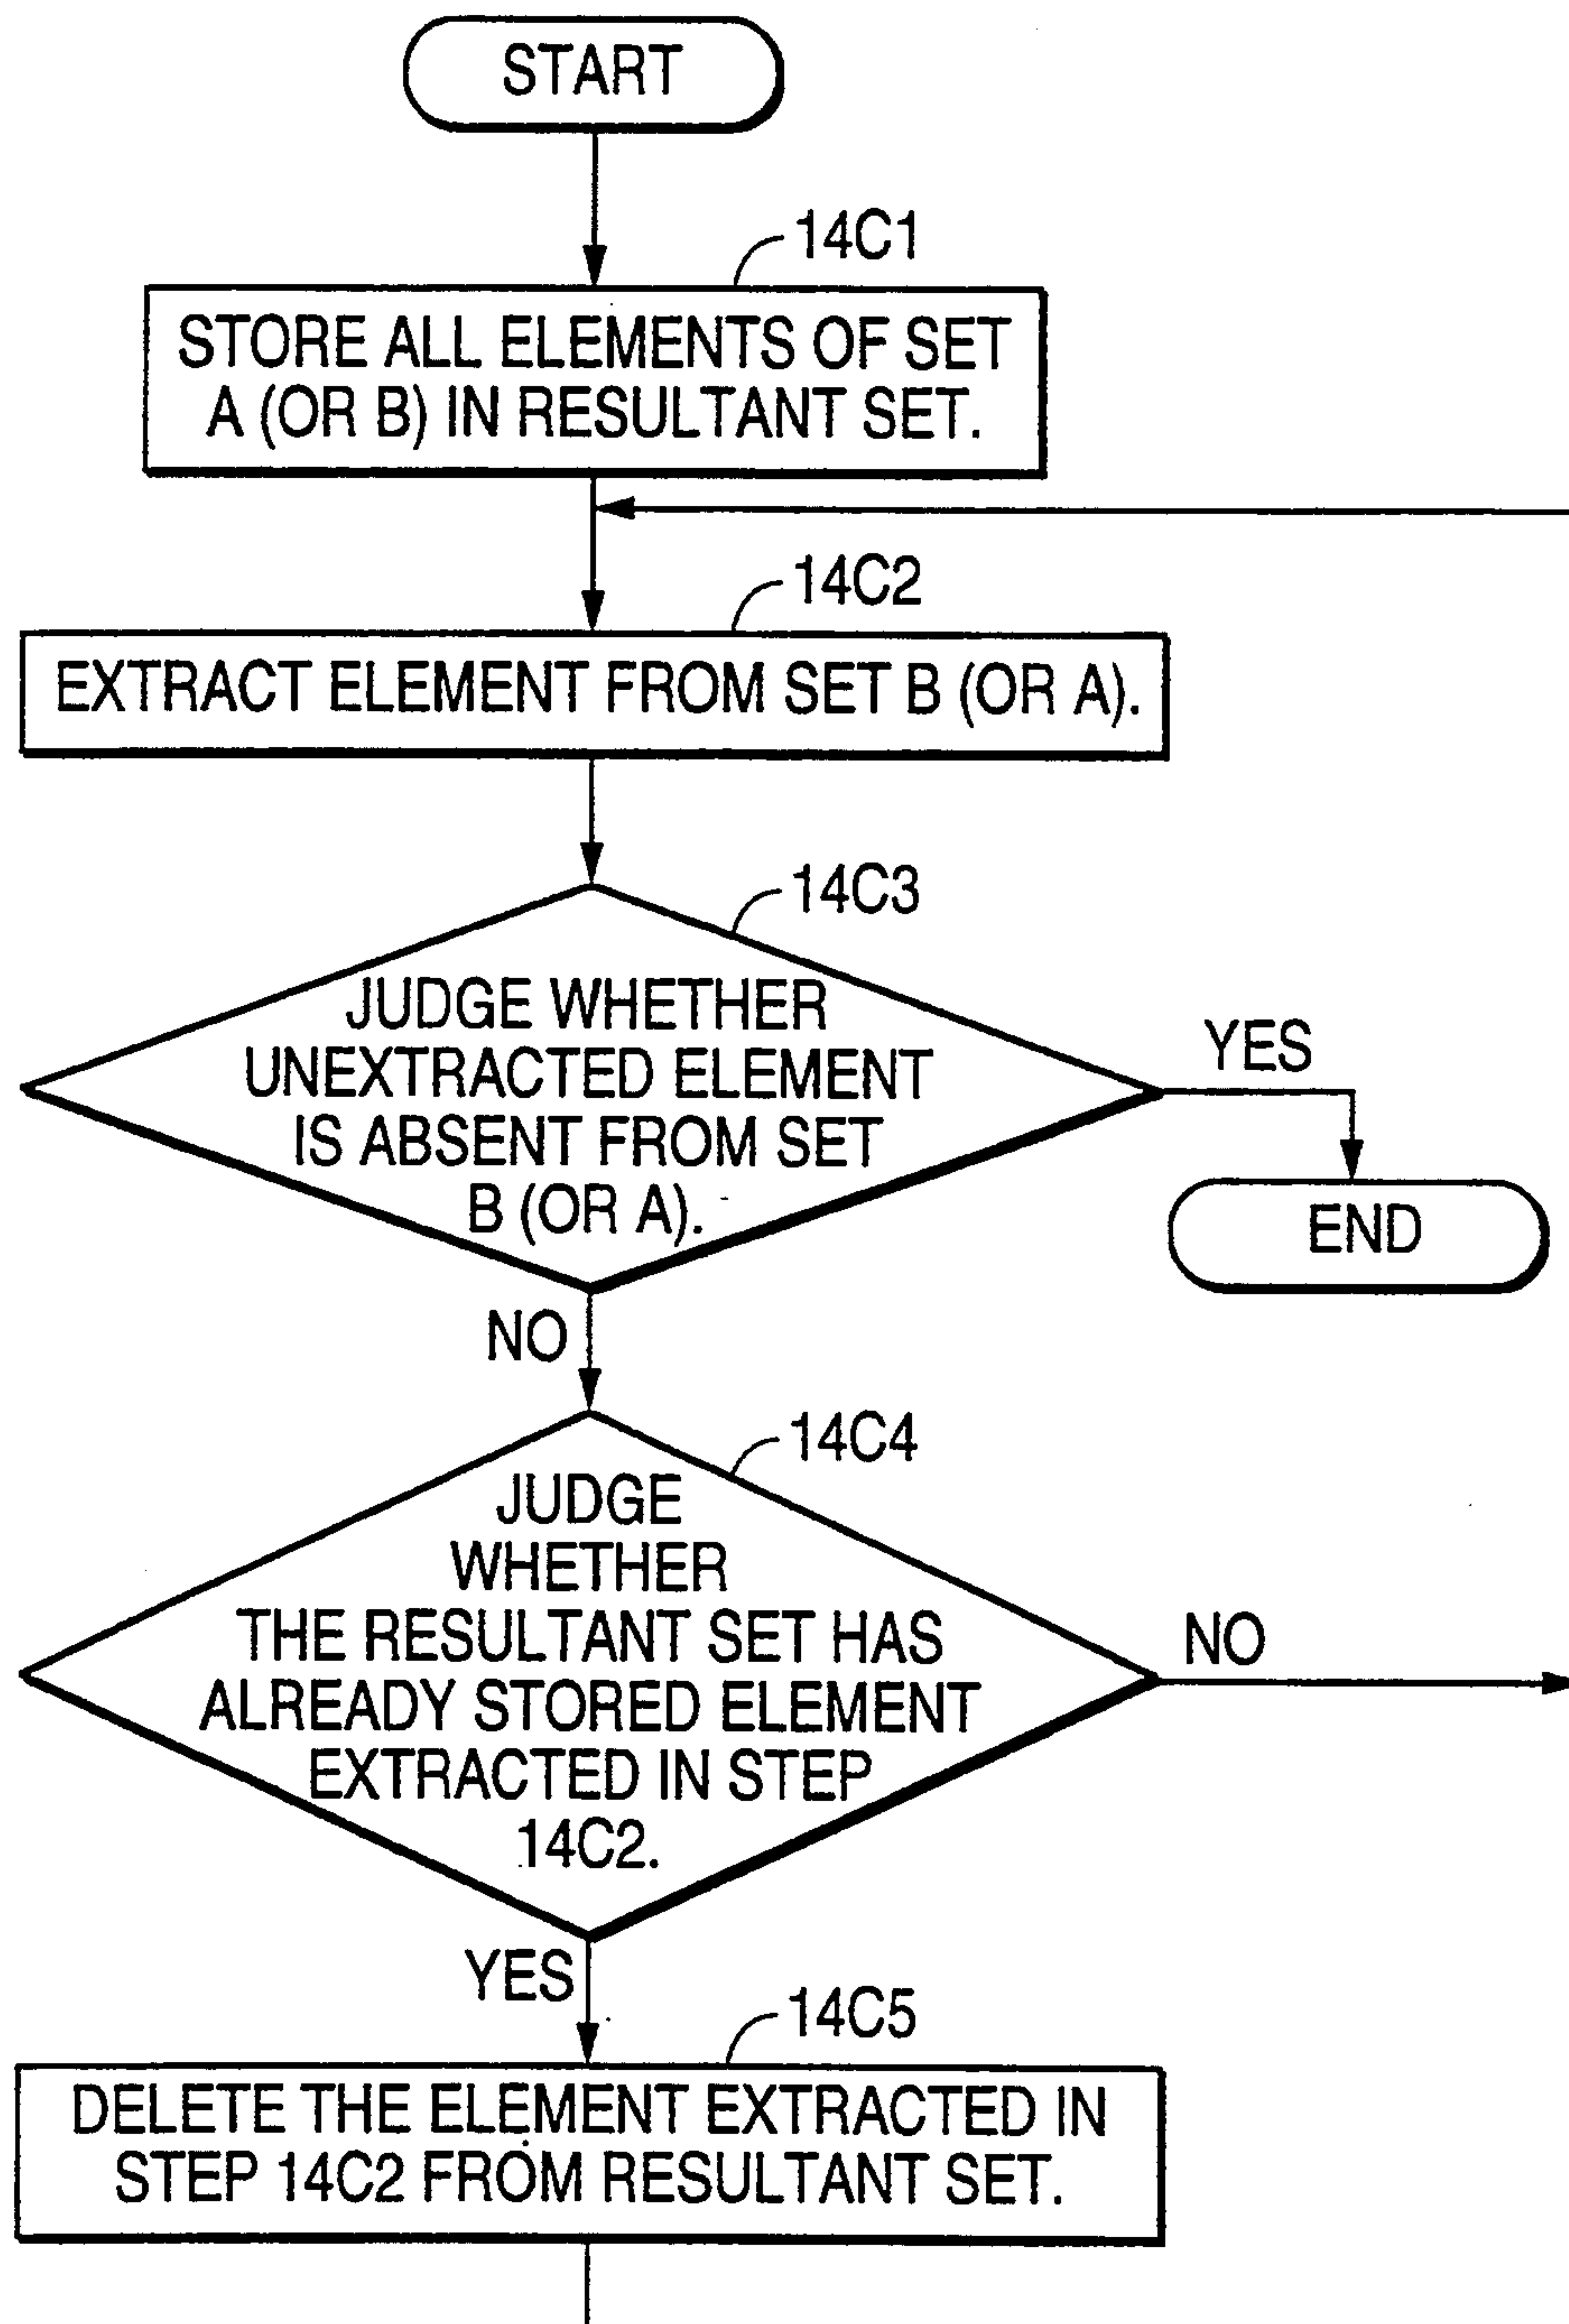 START
14C1
STORE ALL ELEMENTS OF SET
A (OR B) IN RESULTANT SET.
14C2
EXTRACT ELEMENT FROM SET B (OR A).
14C3
JUDGE WHETHER
UNEXTRACTED ELEMENT
IS ABSENT FROM SET
B (OR A).
YES
END
NO
14C4
JUDGE
WHETHER
THE RESULTANT SET HAS
ALREADY STORED ELEMENT
EXTRACTED IN STEP
14C2.
NO
YES
14C5
DELETE THE ELEMENT EXTRACTED IN
STEP 14C2 FROM RESULTANT SET.